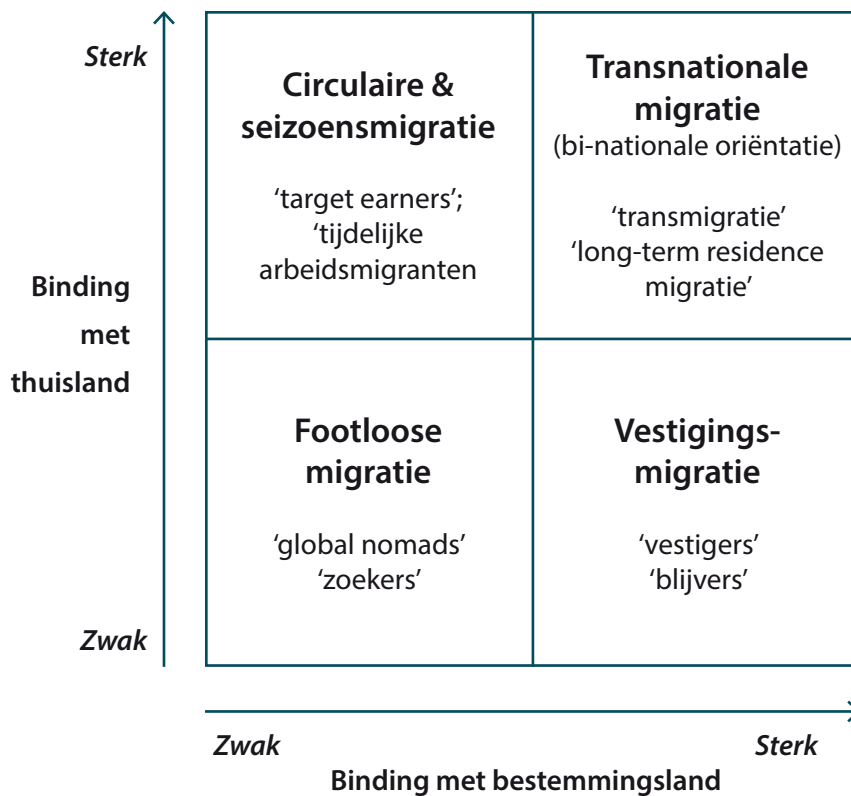 Sterk
Circulaire &
seizoensmigratie
‘target earners’;
‘tijdelijke
arbeidsmigranten
Transnationale
migratie
(bi-nationale oriëntatie)
‘transmigratie’
‘long-term residence
migratie’
Binding
met
thuisland
Footloose
migratie
‘global nomads’
‘zoekers’
Vestigings-
migratie
‘vestigers’
‘blijvers’
Zwak
Zwak
Sterk
Binding met bestemmingsland